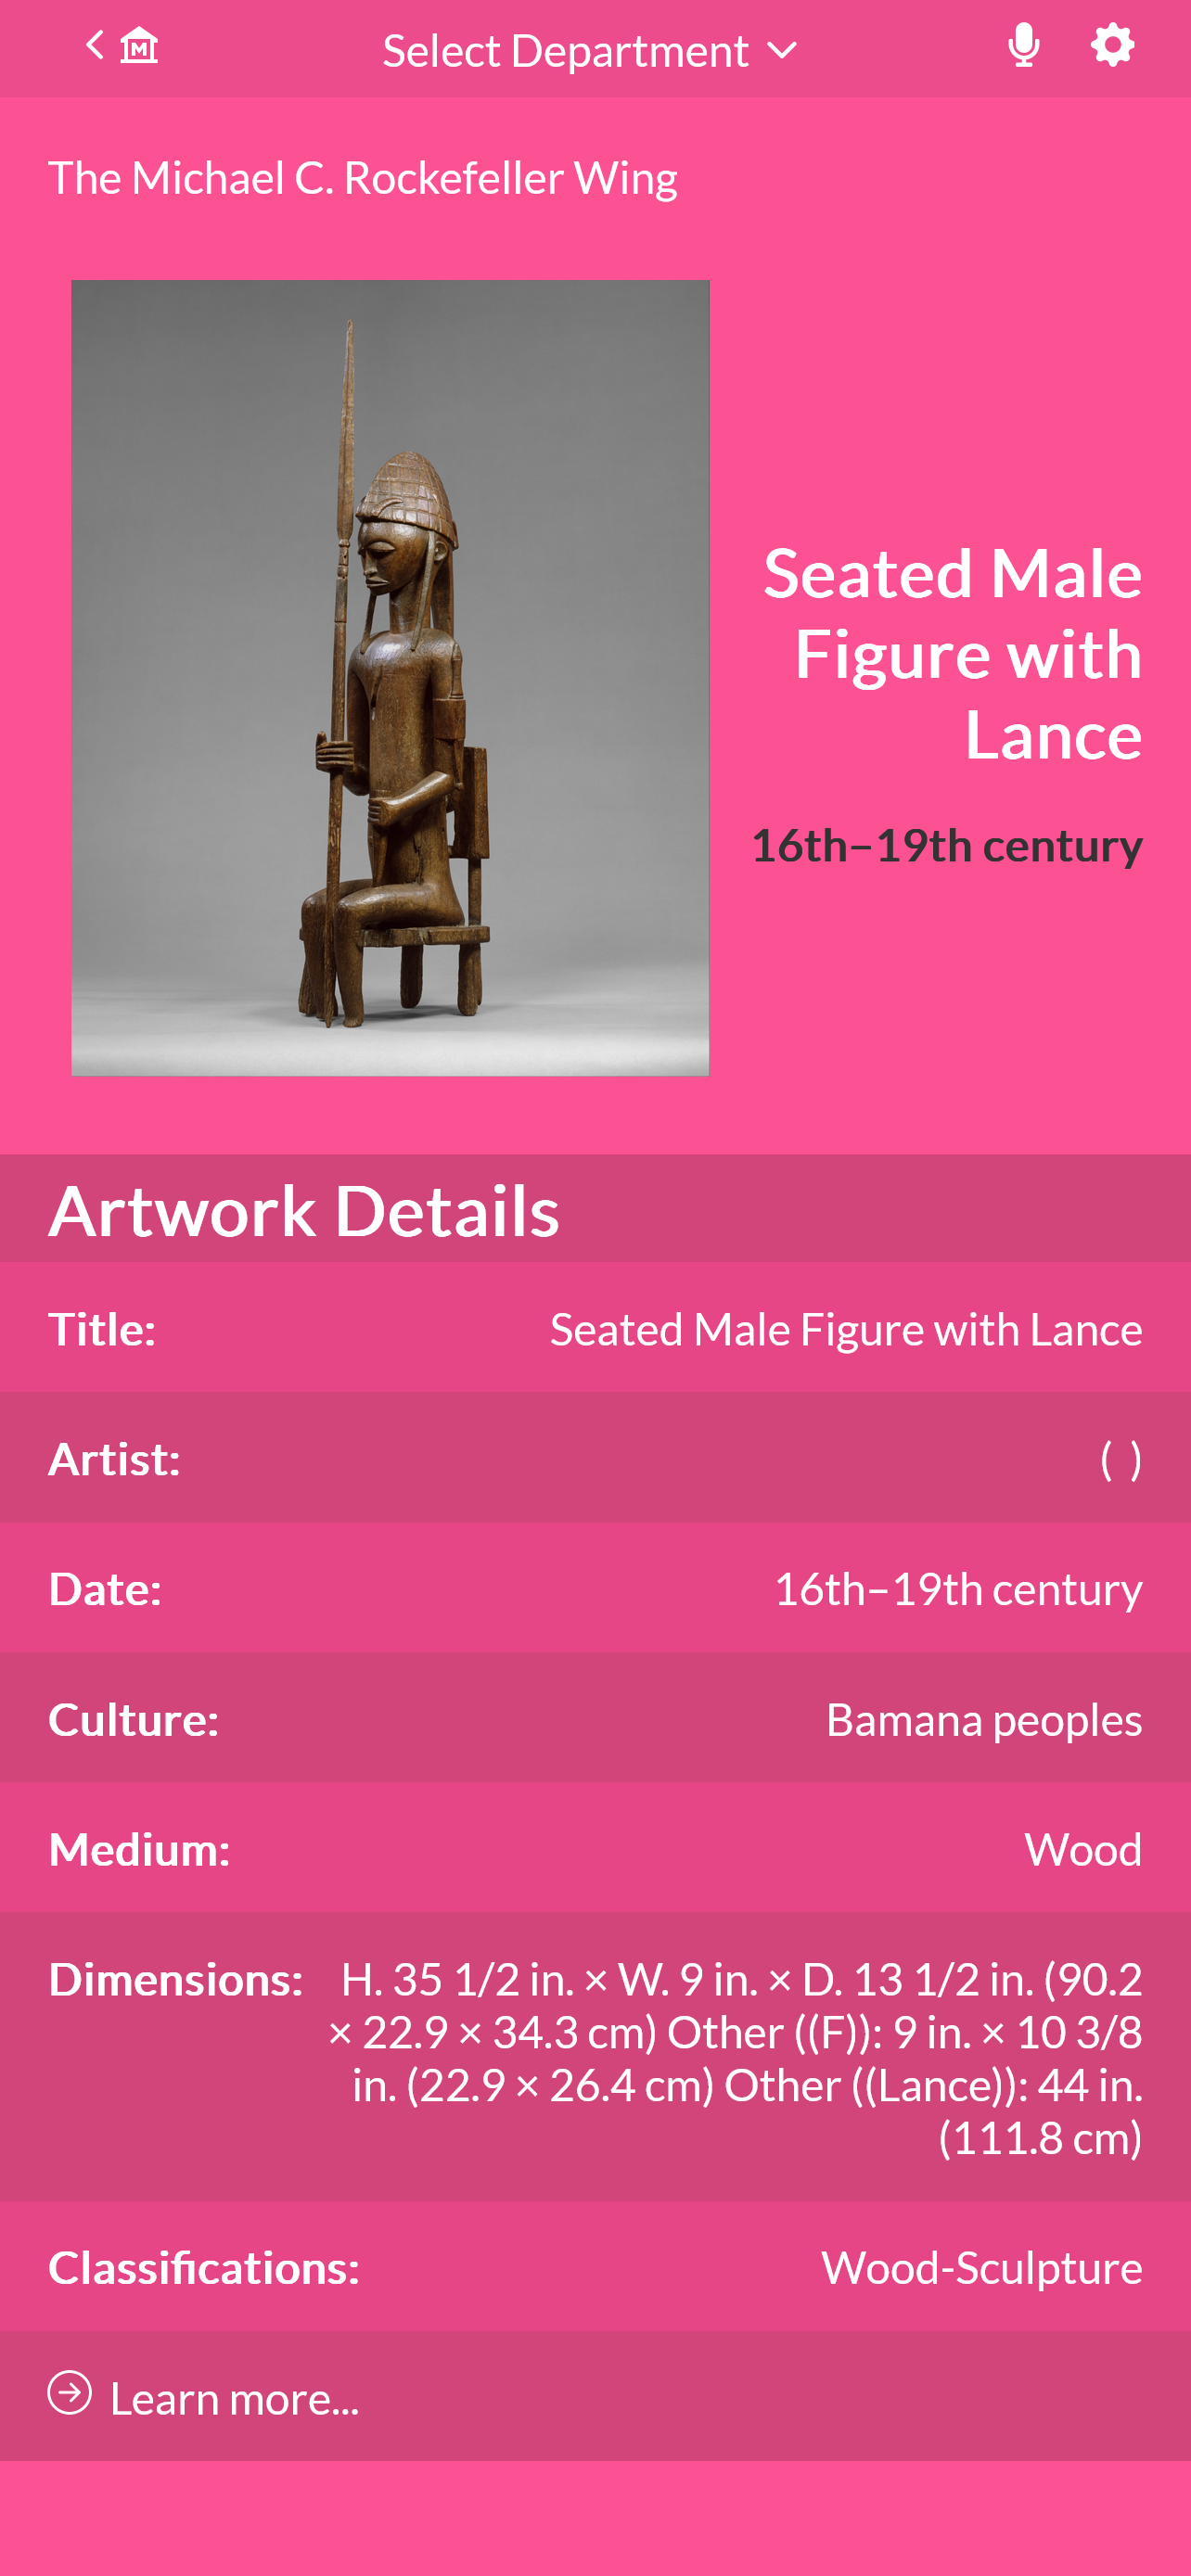 Select Department
The Michael C. Rockefeller Wing
Seated Male
Figure with
Lance
16th–19th century
Artwork Details
Title: Seated Male Figure with Lance
Artist: ( )
Date: 16th–19th century
Culture: Bamana peoples
Medium: Wood
Dimensions: H. 35 1/2 in. × W. 9 in. × D. 13 1/2 in. (90.2
× 22.9 × 34.3 cm) Other ((F)): 9 in. × 10 3/8
in. (22.9 × 26.4 cm) Other ((Lance)): 44 in.
(111.8 cm)
Classifications: Wood-Sculpture
Learn more...